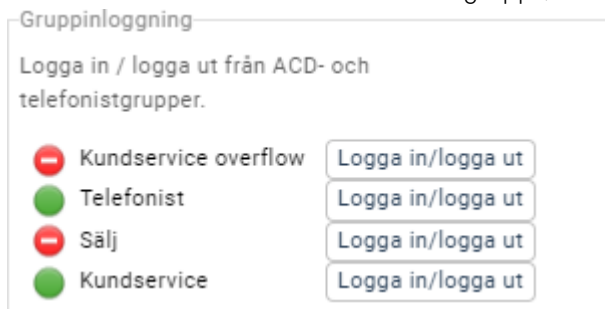 Gruppinloggning
Logga in / logga ut från ACD- och
telefonistgrupper.
Kundservice overflow Logga in/logga ut
Telefonist Logga in/logga ut
Sälj Logga in/logga ut
Kundservice Logga in/logga ut